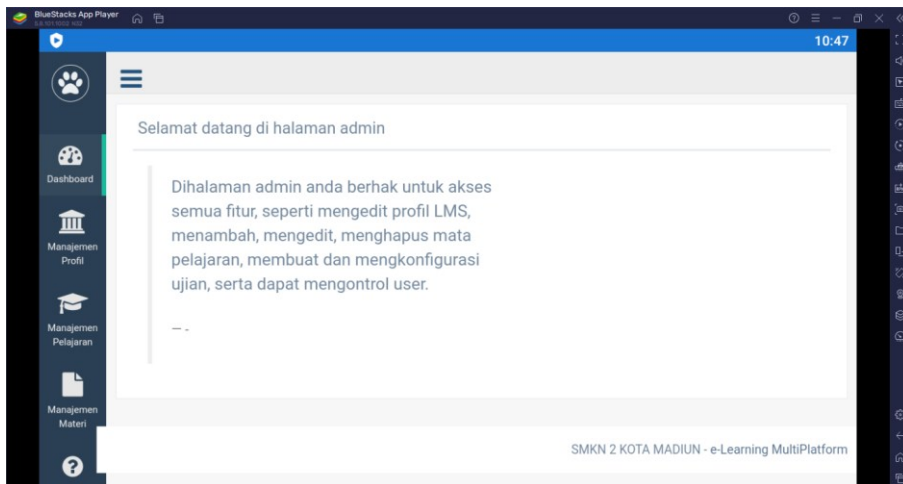 BlueStacks App Player
10:47
Selamat datang di halaman admin
Dihalaman admin anda berhak untuk akses
semua fitur, seperti mengedit profil LMS,
menambah, mengedit, menghapus mata
pelajaran, membuat dan mengkonfigurasi
ujian, serta dapat mengontrol user.
— -
Dashboard
Manajemen
Profil
Manajemen
Pelajaran
Manajemen
Materi
SMKN 2 KOTA MADIUN - e-Learning MultiPlatform